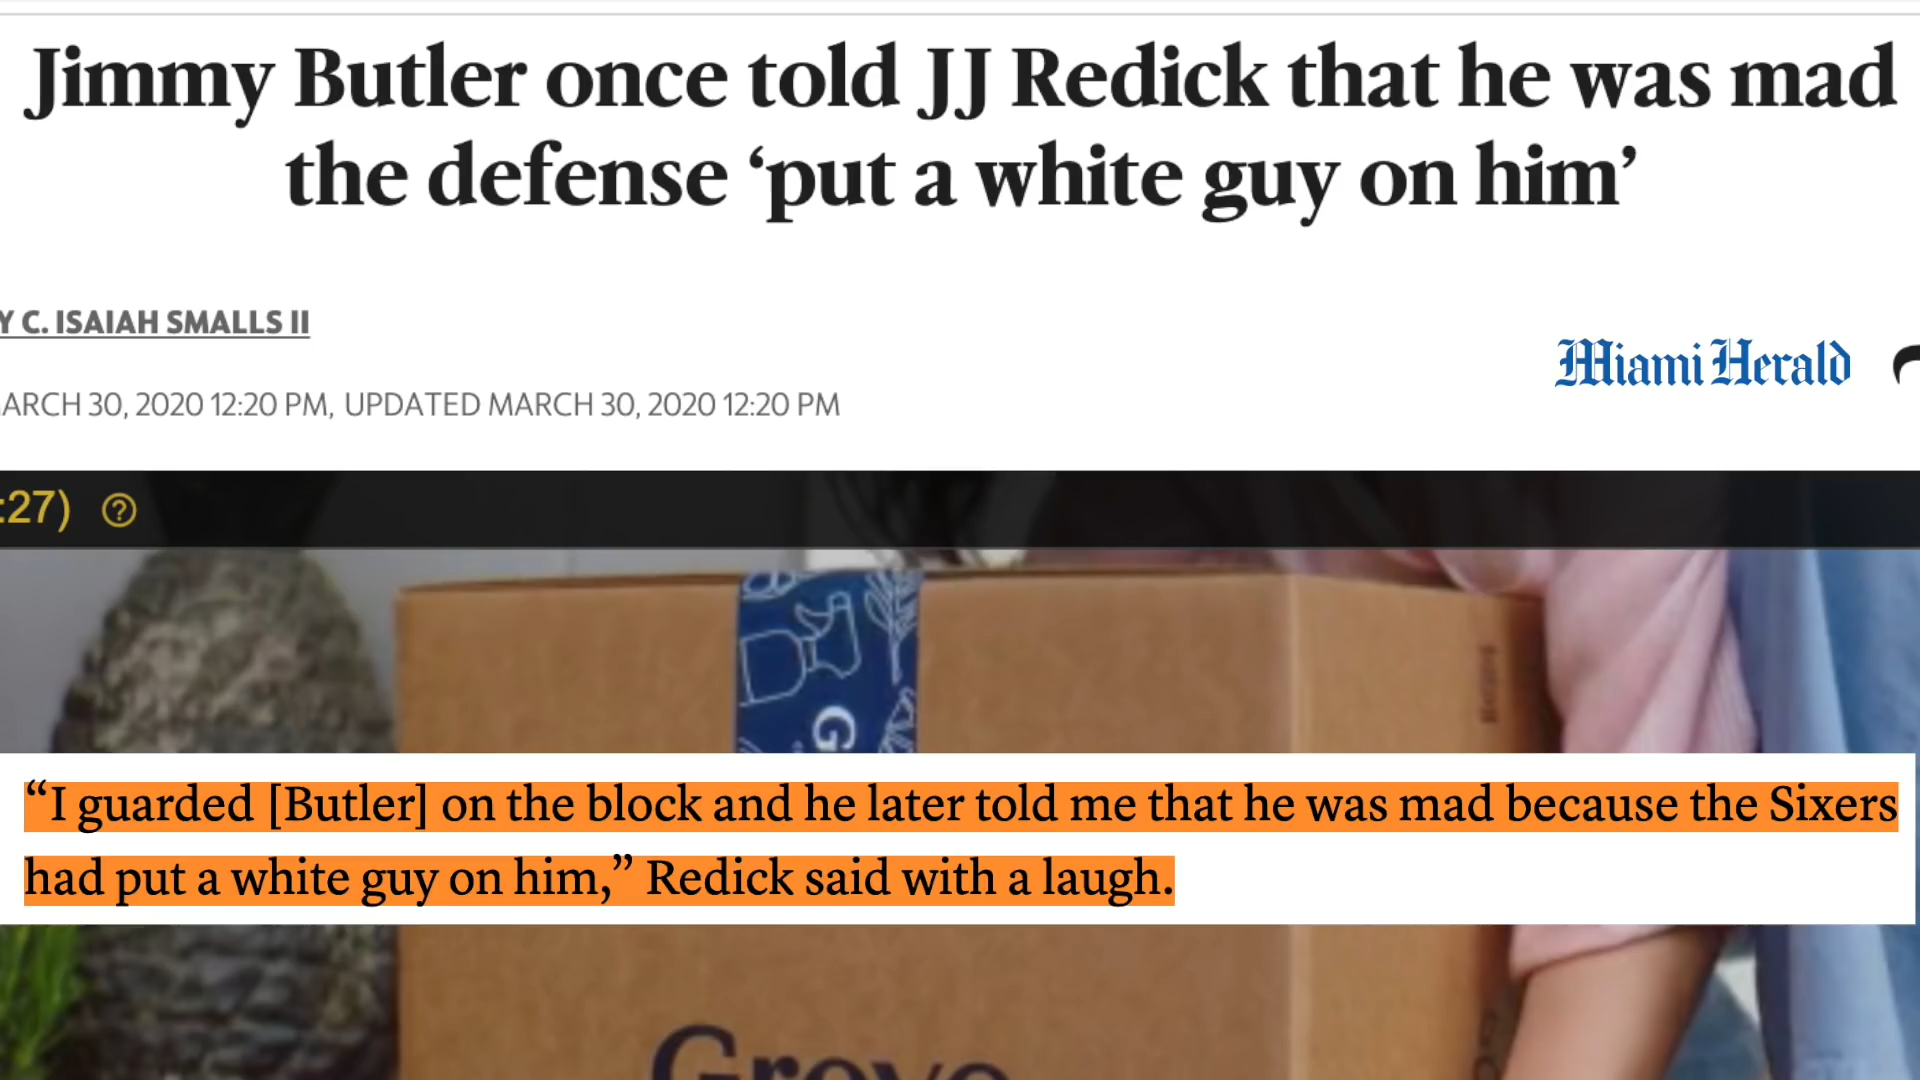 Jimmy Butler once told JJ Redick that he was mad
the defense ‘put a white guy on him’
Y C. ISAIAH SMALLS II
Miami Herald
ARCH 30, 2020 12:20 PM, UPDATED MARCH 30, 2020 12:20 PM
:27)
G
“I guarded [Butler] on the block and he later told me that he was mad because the Sixers
had put a white guy on him,” Redick said with a laugh.
Grove